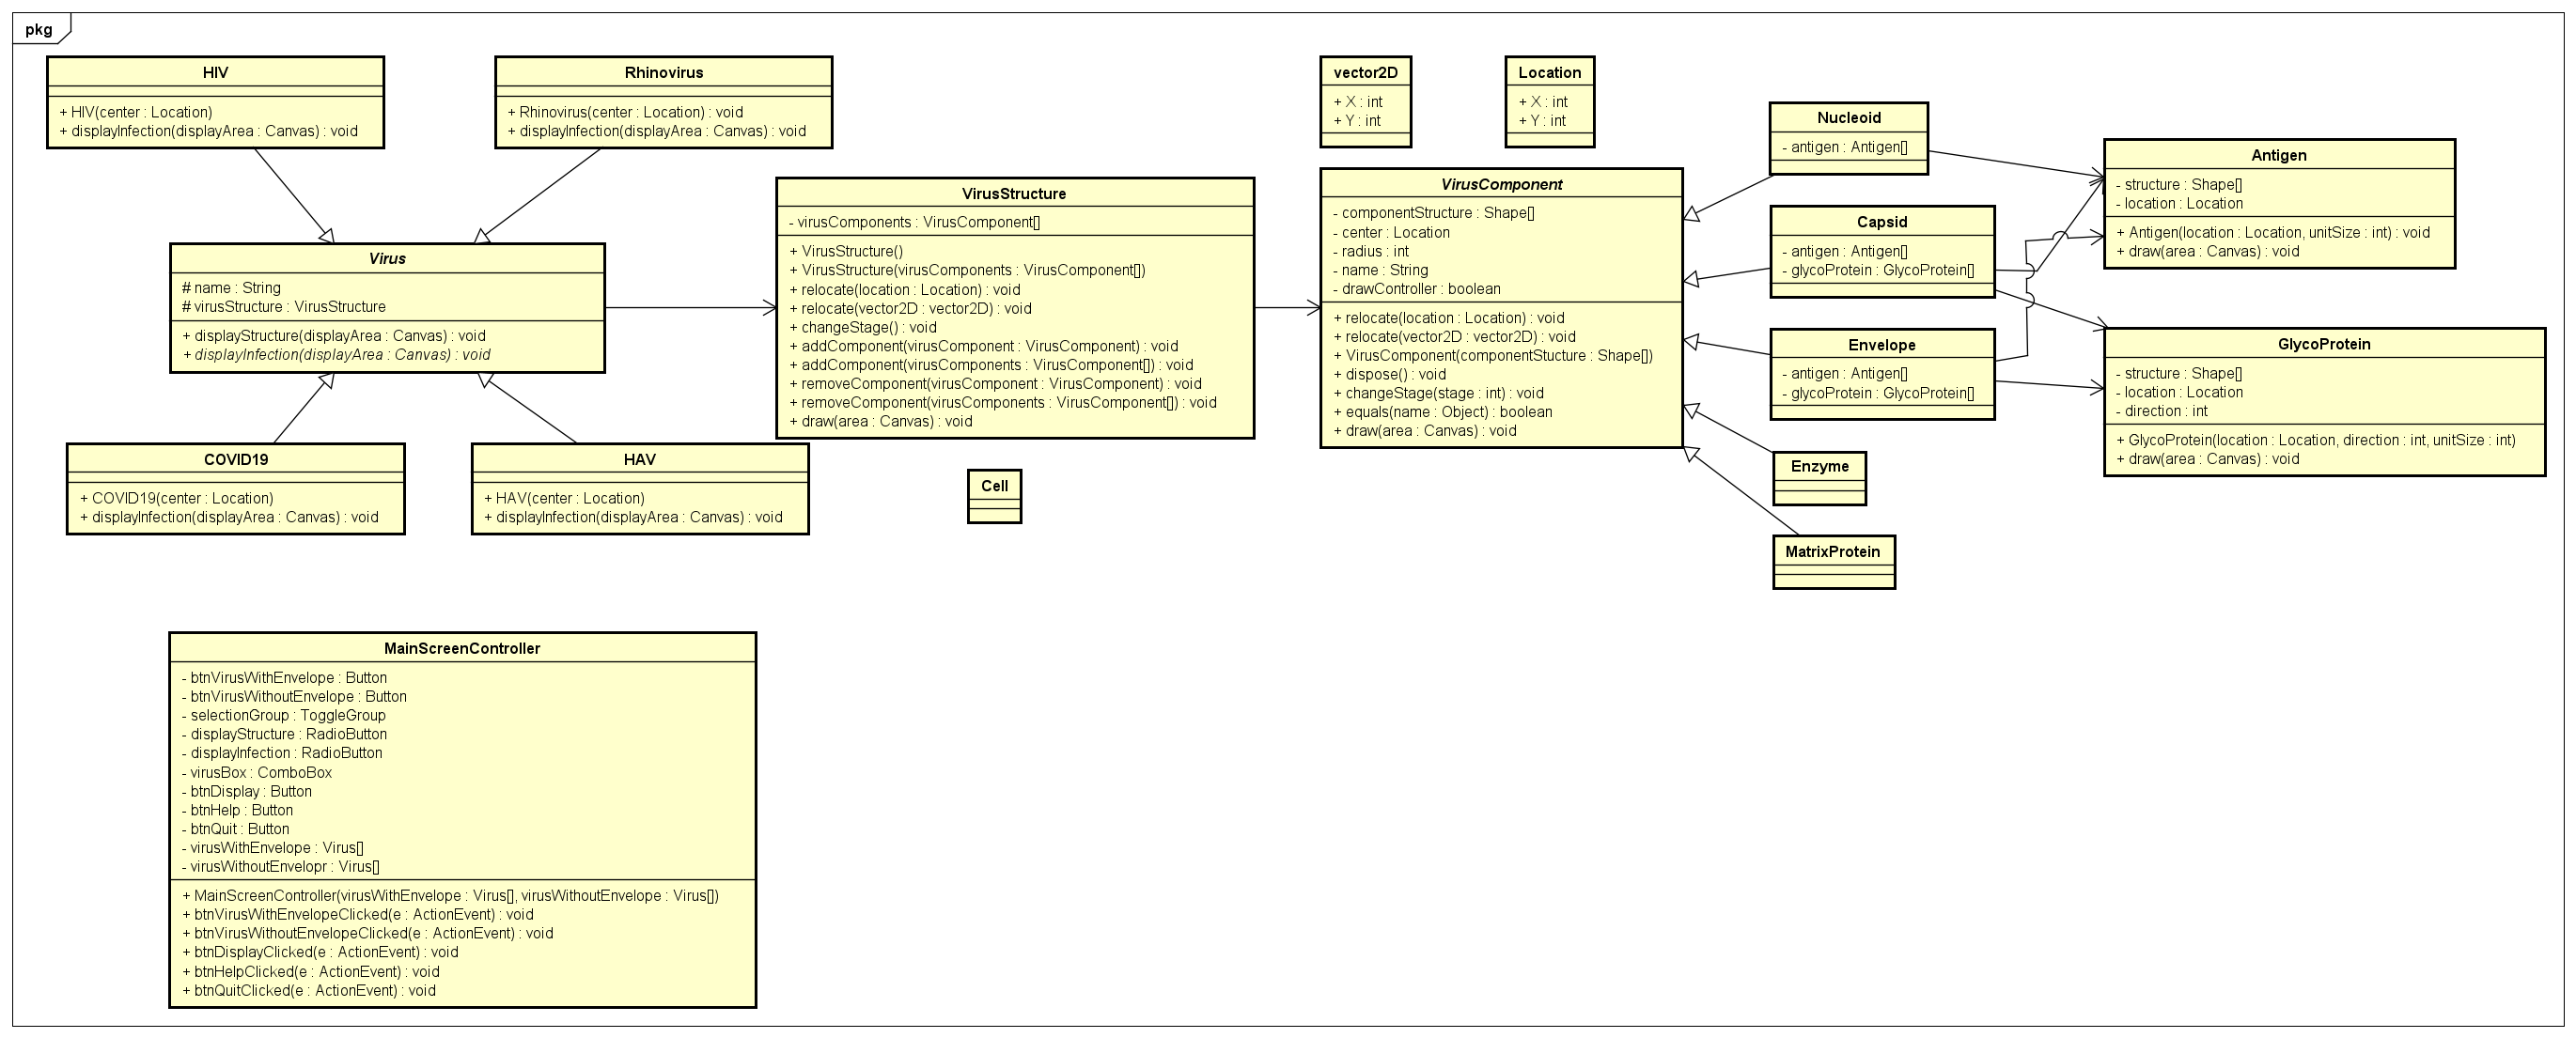 pkg
HIV
+ HIV(center : Location)
+ displayInfection(displayArea : Canvas) : void
Rhinovirus
+ Rhinovirus(center : Location) : void
+ displayInfection(displayArea : Canvas) : void
Virus
# name : String
# virusStructure : VirusStructure
+ displayStructure(displayArea : Canvas) : void
+ displayInfection(displayArea : Canvas) : void
COVID19
+ COVID19(center : Location)
+ displayInfection(displayArea : Canvas) : void
HAV
+ HAV(center : Location)
+ displayInfection(displayArea : Canvas) : void
VirusStructure
- virusComponents : VirusComponent[]
+ VirusStructure()
+ VirusStructure(virusComponents : VirusComponent[])
+ relocate(location : Location) : void
+ relocate(vector2D : vector2D) : void
+ changeStage() : void
+ addComponent(virusComponent : VirusComponent) : void
+ addComponent(virusComponents : VirusComponent[]) : void
+ removeComponent(virusComponent : VirusComponent) : void
+ removeComponent(virusComponents : VirusComponent[]) : void
+ draw(area : Canvas) : void
Cell
vector2D
+ X : int
+ Y : int
Location
+ X : int
+ Y : int
VirusComponent
- componentStructure : Shape[]
- center : Location
- radius : int
- name : String
- drawController : boolean
+ relocate(location : Location) : void
+ relocate(vector2D : vector2D) : void
+ VirusComponent(componentStucture : Shape[])
+ dispose() : void
+ changeStage(stage : int) : void
+ equals(name : Object) : boolean
+ draw(area : Canvas) : void
Nucleoid
- antigen : Antigen[]
Capsid
- antigen : Antigen[]
- glycoProtein : GlycoProtein[]
Envelope
- antigen : Antigen[]
- glycoProtein : GlycoProtein[]
Enzyme
MatrixProtein
Antigen
- structure : Shape[]
- location : Location
+ Antigen(location : Location, unitSize : int) : void
+ draw(area : Canvas) : void
GlycoProtein
- structure : Shape[]
- location : Location
- direction : int
+ GlycoProtein(location : Location, direction : int, unitSize : int)
+ draw(area : Canvas) : void
MainScreenController
- btnVirusWithEnvelope : Button
- btnVirusWithoutEnvelope : Button
- selectionGroup : ToggleGroup
- displayStructure : RadioButton
- displayInfection : RadioButton
- virusBox : ComboBox
- btnDisplay : Button
- btnHelp : Button
- btnQuit : Button
- virusWithEnvelope : Virus[]
- virusWithoutEnvelopr : Virus[]
+ MainScreenController(virusWithEnvelope : Virus[], virusWithoutEnvelope : Virus[])
+ btnVirusWithEnvelopeClicked(e : ActionEvent) : void
+ btnVirusWithoutEnvelopeClicked(e : ActionEvent) : void
+ btnDisplayClicked(e : ActionEvent) : void
+ btnHelpClicked(e : ActionEvent) : void
+ btnQuitClicked(e : ActionEvent) : void